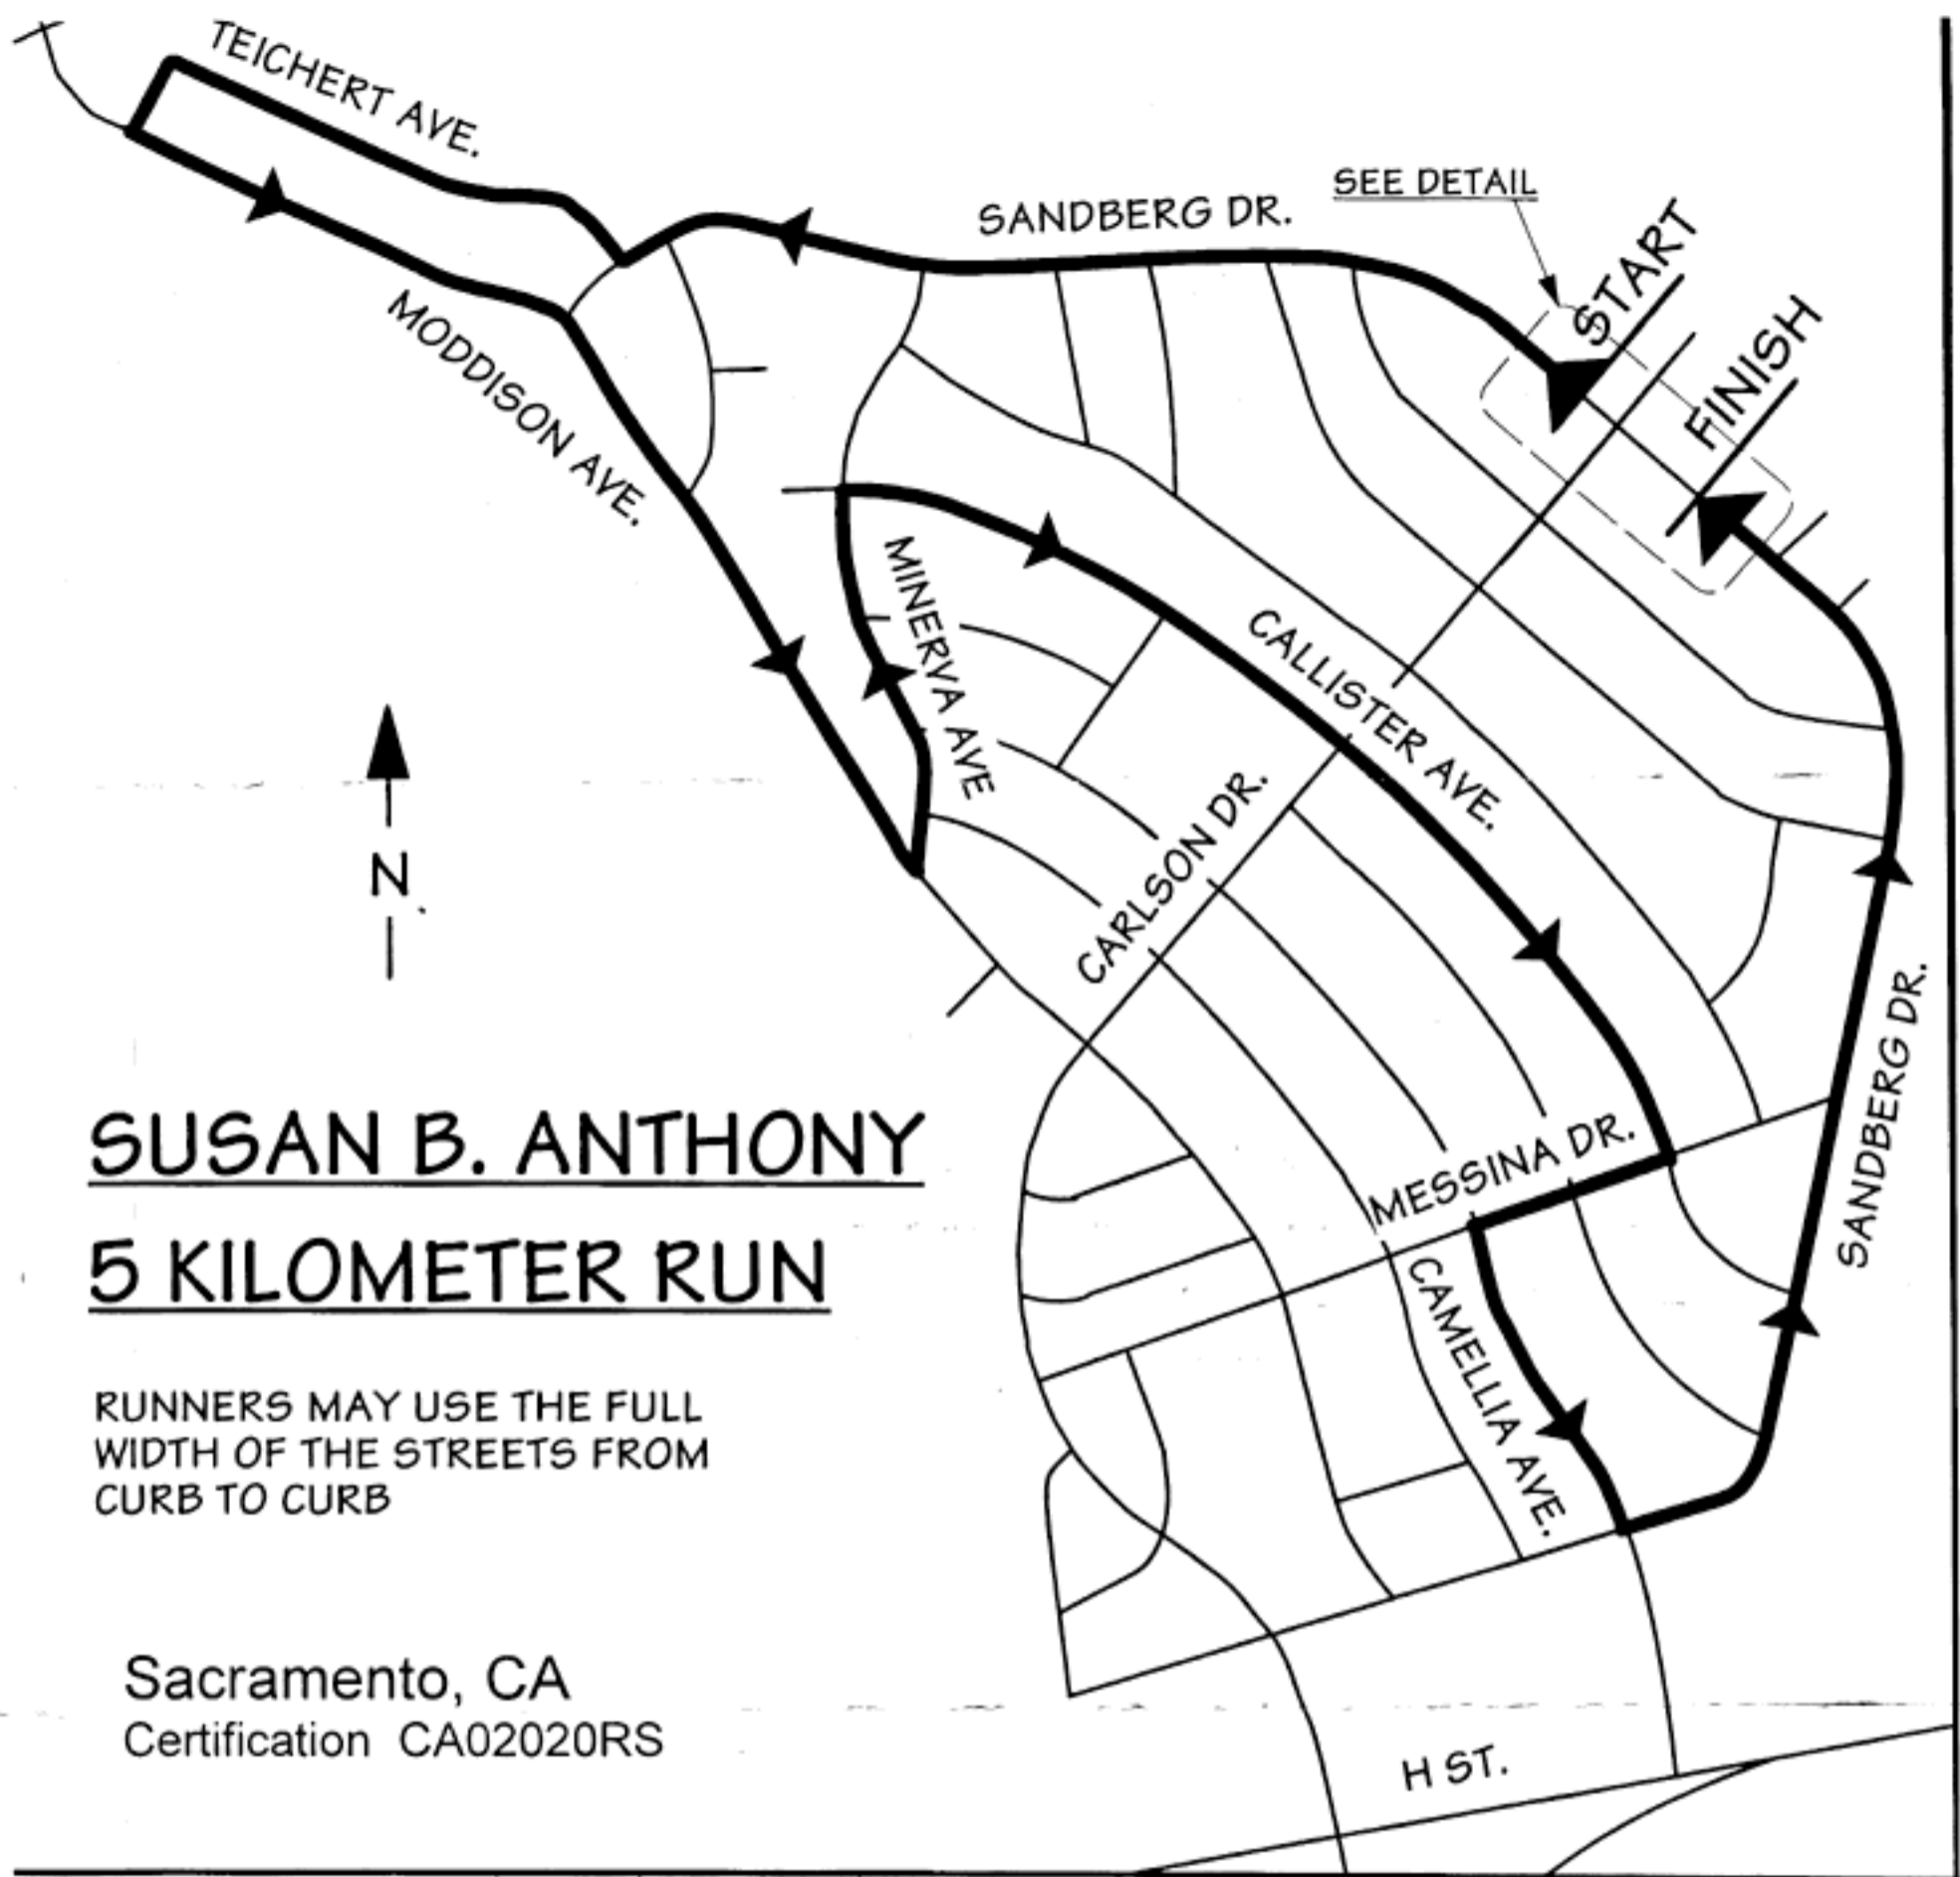 TEICHERT AVE.
SEE DETAIL
SANDBERG DR.
START
FINISH
MODDISON AVE.
MINERVA AVE
CALLISTER AVE.
CARLSON DR.
N
SANDBERG DR.
SUSAN B. ANTHONY
5 KILOMETER RUN
MESSINA DR.
CAMELLIA AVE.
RUNNERS MAY USE THE FULL
WIDTH OF THE STREETS FROM
CURB TO CURB
Sacramento, CA
Certification CA02020RS
H ST.